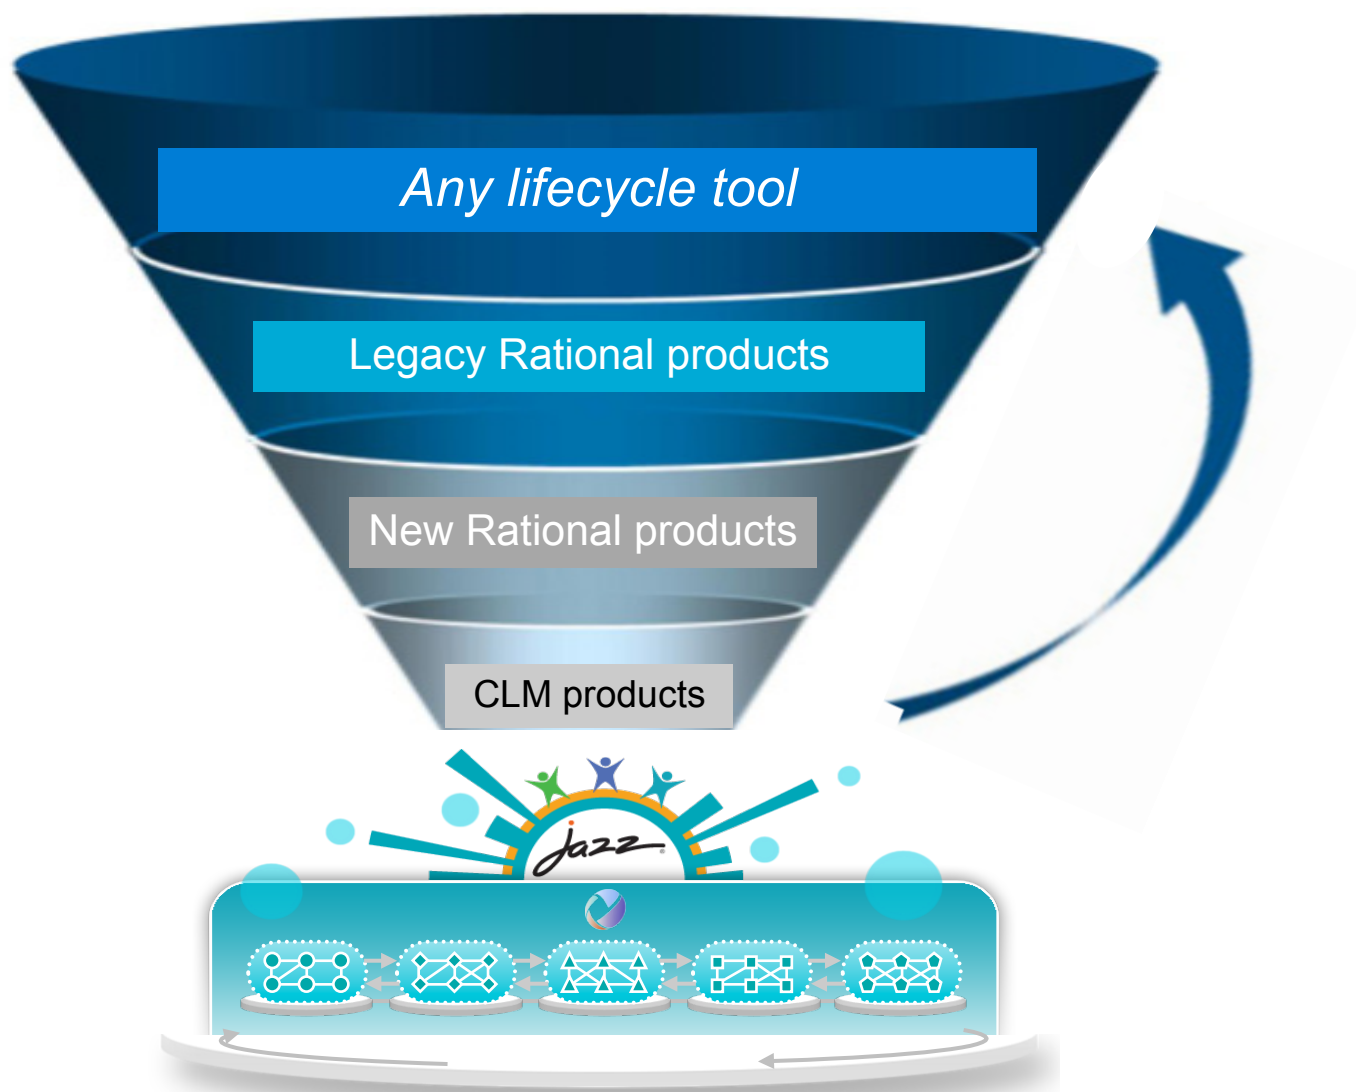 Any lifecycle tool
Legacy Rational products
New Rational products
CLM products
jazz